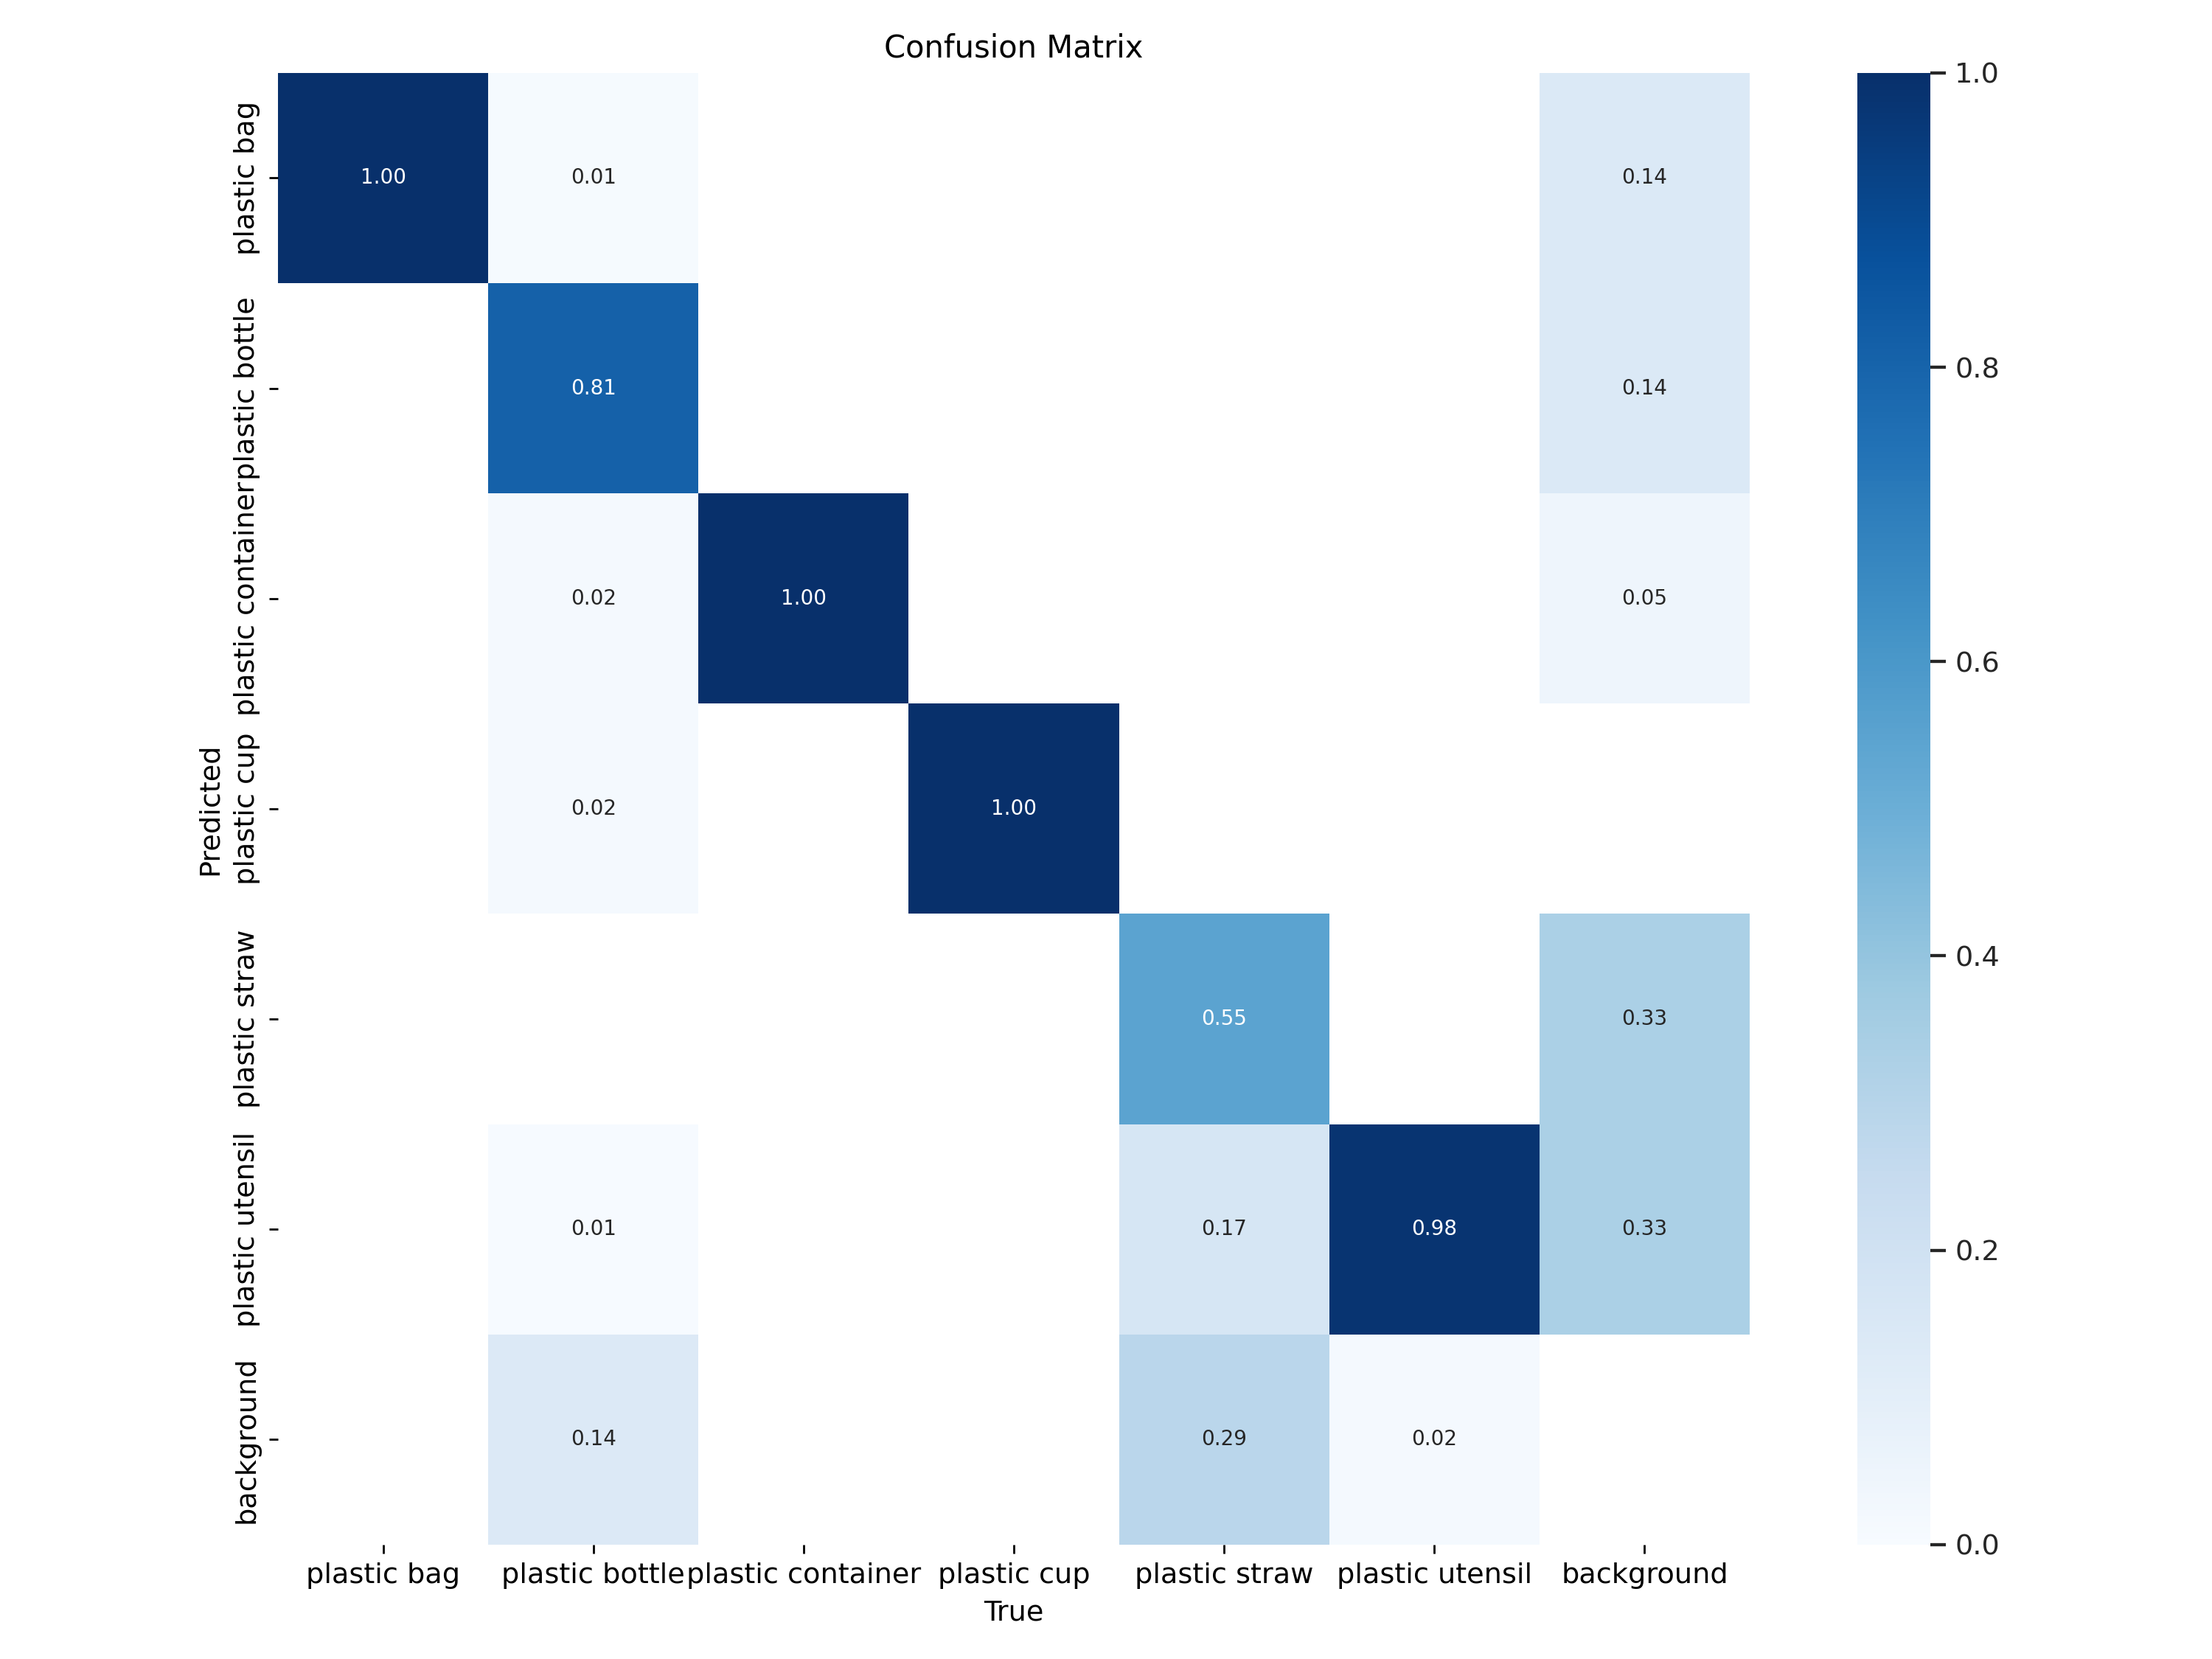 Confusion Matrix
plastic bag
1.00
0.01
0.14
1.0
plastic bottle
0.81
0.14
0.8
plastic container
0.02
1.00
0.05
0.6
Predicted
plastic cup
0.02
1.00
plastic straw
0.55
0.33
0.4
plastic utensil
0.01
0.17
0.98
0.33
0.2
background
0.14
0.29
0.02
0.0
plastic bag plastic bottle plastic container plastic cup plastic straw plastic utensil background
True